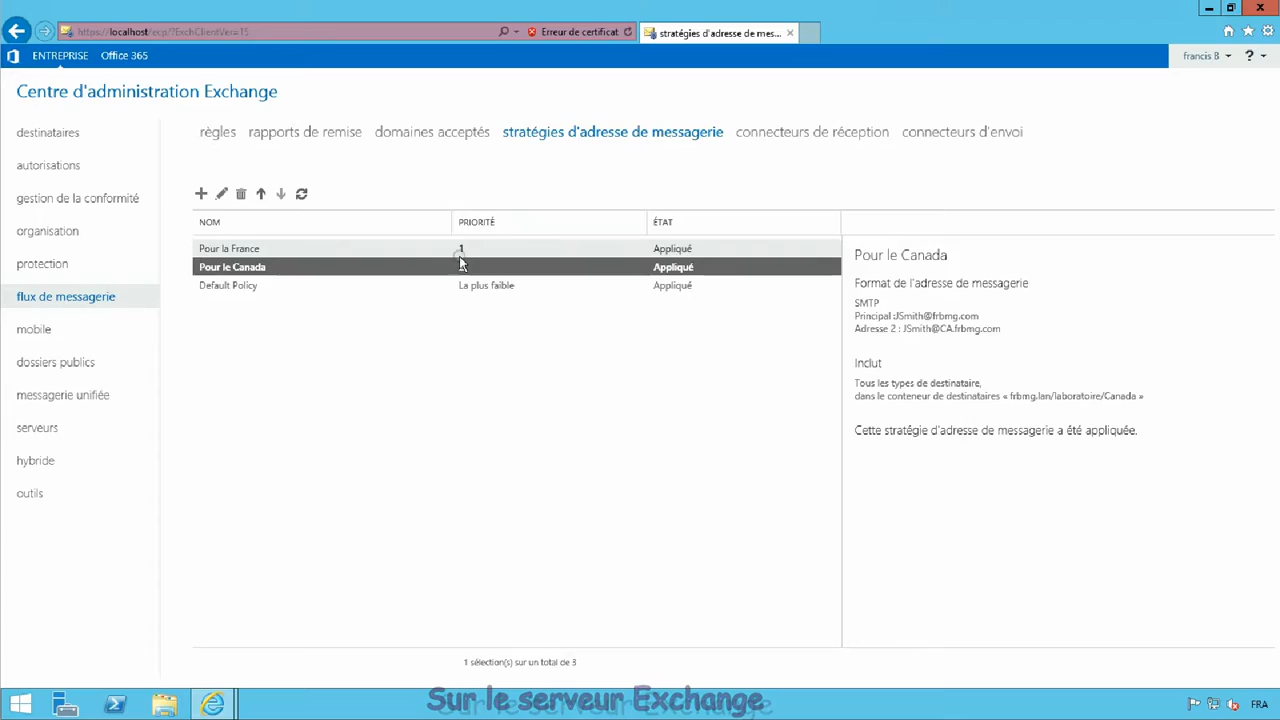 https://localhost/ecp/?ExchClientVer=15
Erreur de certificat
stratégies d'adresse de mes...
ENTREPRISE
Office 365
francis B
?
Centre d'administration Exchange
destinataires
autorisations
gestion de la conformité
organisation
protection
flux de messagerie
mobile
dossiers publics
messagerie unifiée
serveurs
hybride
outils
règles
rapports de remise
domaines acceptés
stratégies d'adresse de messagerie
connecteurs de réception
connecteurs d'envoi
NOM PRIORITÉ ÉTAT
Pour la France 1 Appliqué
Pour le Canada Appliqué
Default Policy La plus faible Appliqué
1 sélection(s) sur un total de 3
Pour le Canada
Format de l'adresse de messagerie
SMTP
Principal :JSmith@frbmg.com
Adresse 2 : JSmith@CA.frbmg.com
Inclut
Tous les types de destinataire,
dans le conteneur de destinataires « frbmg.lan/laboratoire/Canada »
Cette stratégie d'adresse de messagerie a été appliquée.
Sur le serveur Exchange
FRA